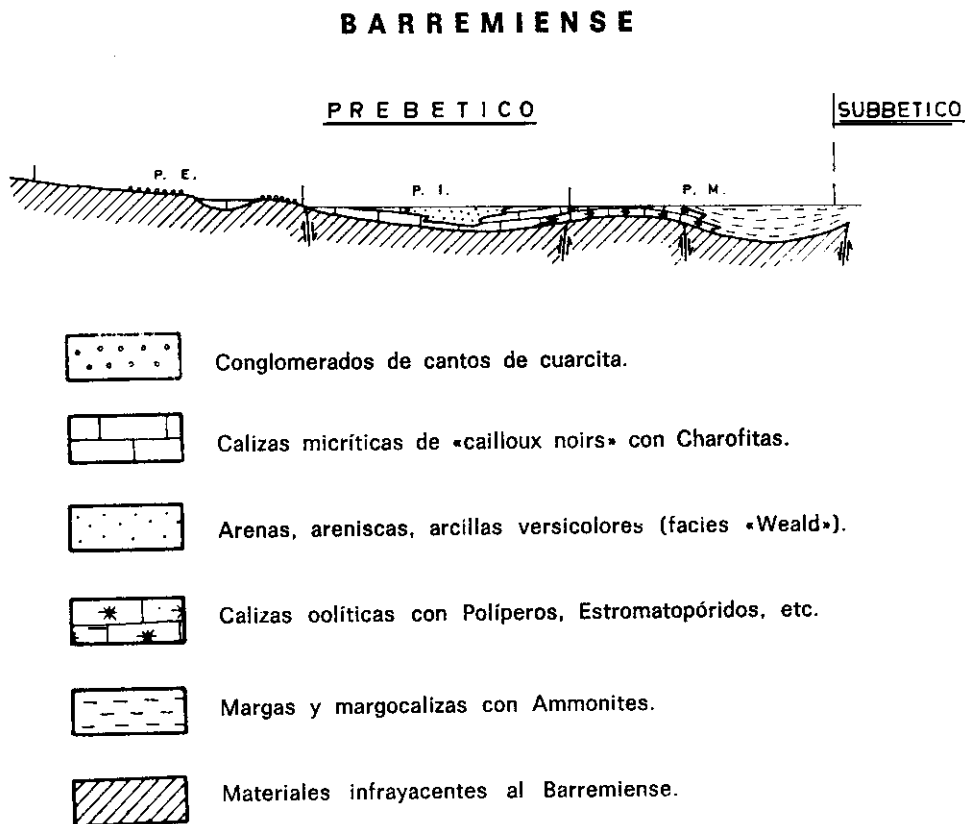 BARREMIENSE
PREBETICO
SUBBETICO
P. E.
P. I.
P. M.
Conglomerados de cantos de cuarcita.
Calizas micríticas de «cailloux noirs» con Charofitas.
Arenas, areniscas, arcillas versicolores (facies «Weald»).
Calizas oolíticas con Políperos, Estromatopóridos, etc.
Margas y margocalizas con Ammonites.
Materiales infrayacentes al Barremiense.